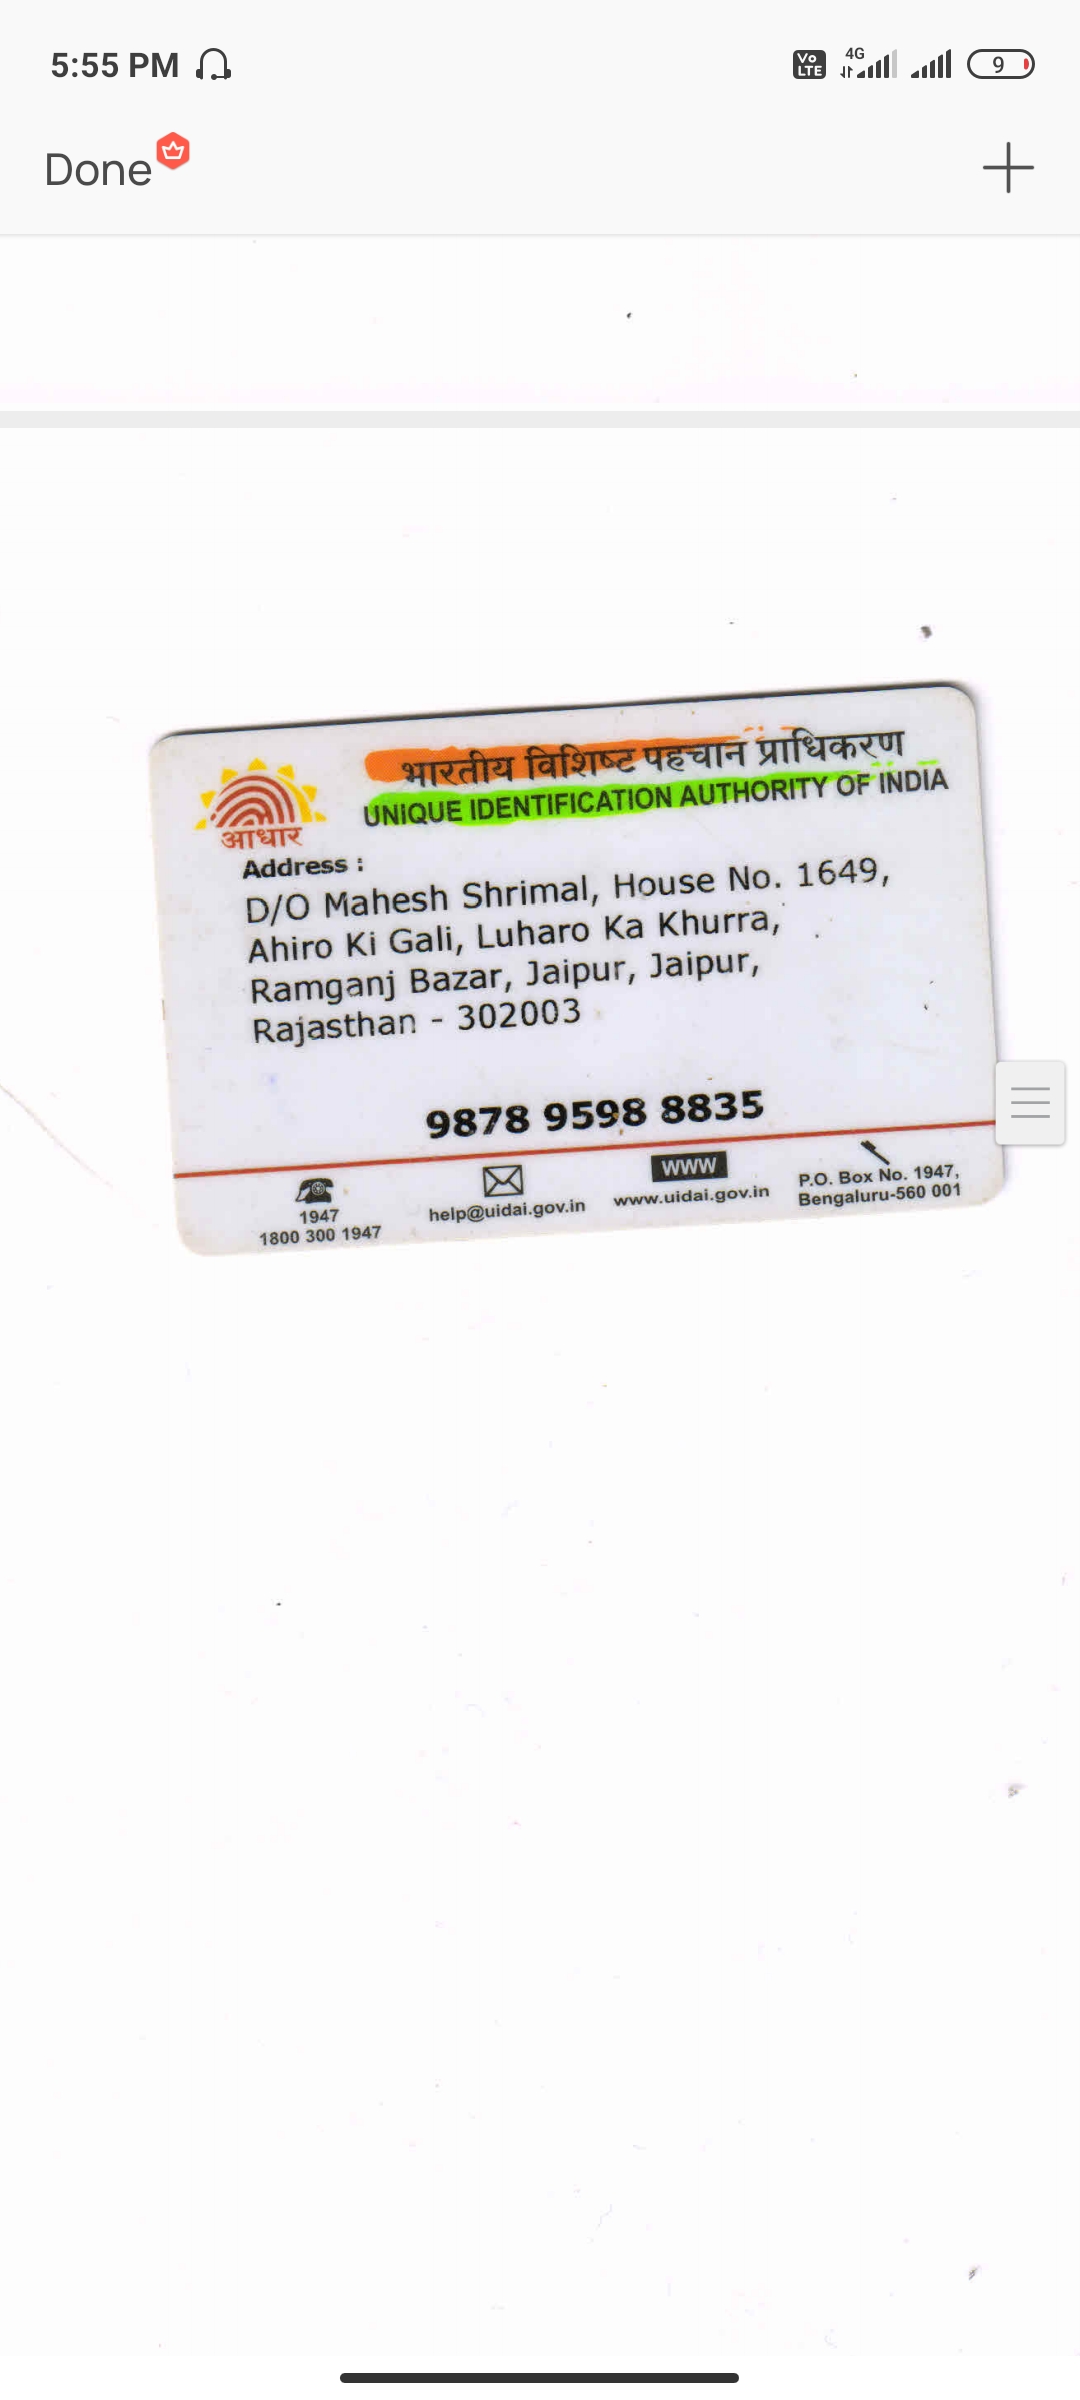 5:55 PM
Vo
LTE
4G
9
Done
भारतीय विशिष्ट पहचान प्राधिकरण
UNIQUE IDENTIFICATION AUTHORITY OF INDIA
आधार
Address :
D/O Mahesh Shrimal, House No. 1649,
Ahiro Ki Gali, Luharo Ka Khurra,
Ramganj Bazar, Jaipur, Jaipur,
Rajasthan - 302003
9878 9598 8835
1947
1800 300 1947
help@uidai.gov.in
WWW
www.uidai.gov.in
P.O. Box No. 1947,
Bengaluru-560 001